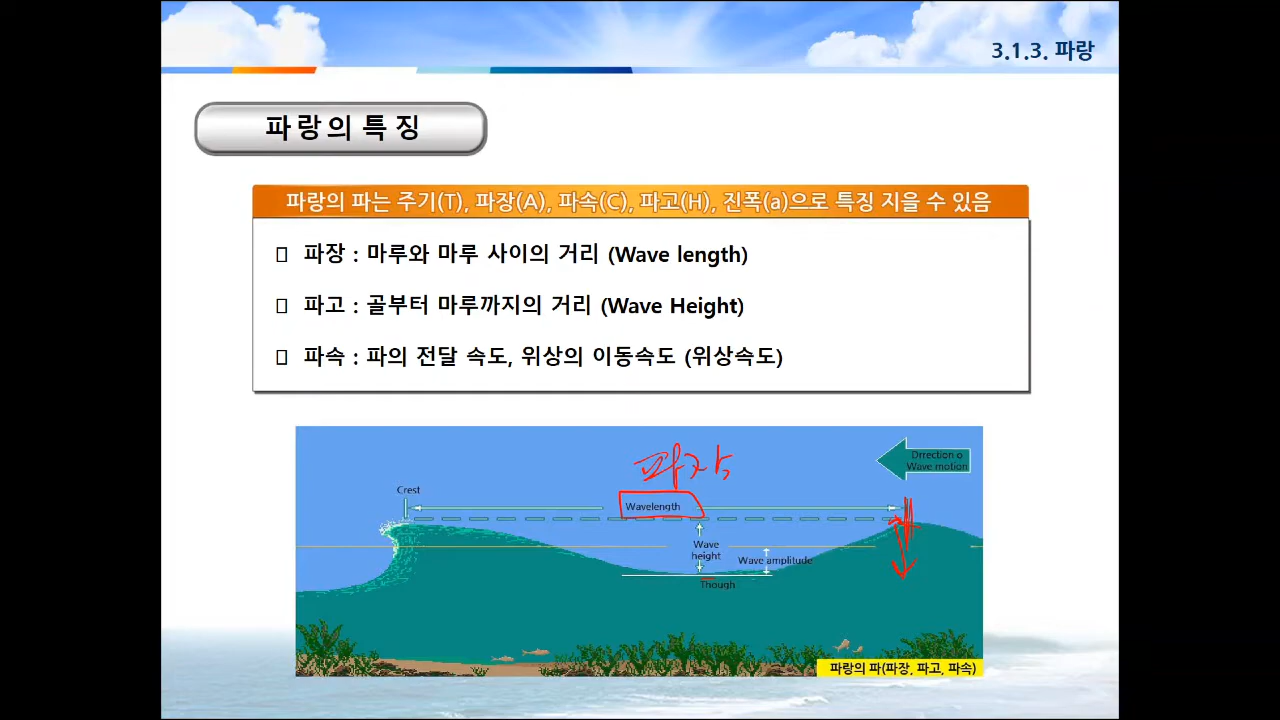 3.1.3. 파랑
파랑의 특징
파랑의 파는 주기(T), 파장(A), 파속(C), 파고(H), 진폭(a)으로 특징 지을 수 있음
파장 : 마루와 마루 사이의 거리 (Wave length)
파고 : 골부터 마루까지의 거리 (Wave Height)
파속 : 파의 전달 속도, 위상의 이동속도 (위상속도)
파장
Drrection o
Wave motion
Crest
Wavelength
Wave
height
Wave amplitude
Though
파랑의 파(파장, 파고, 파속)